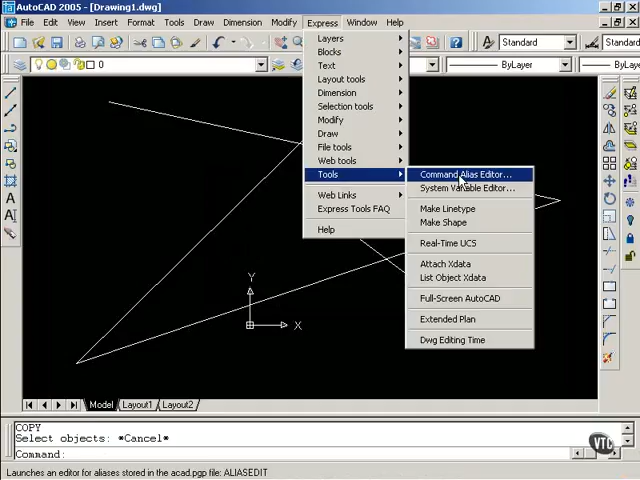 AutoCAD 2005 - [Drawing1.dwg]
File Edit View Insert Format Tools Draw Dimension Modify Express Window Help
Standard
Standard
0
ByLayer
ByLayer
Layers
Blocks
Text
Layout tools
Dimension
Selection tools
Modify
Draw
File tools
Web tools
Tools
Web Links
Express Tools FAQ
Help
Command Alias Editor...
System Variable Editor...
Make Linetype
Make Shape
Real-Time UCS
Attach Xdata
List Object Xdata
Full-Screen AutoCAD
Extended Plan
Dwg Editing Time
A
A
Y
X
Model Layout1 Layout2
COPY
Select objects: *Cancel*
Command:
VTC
Launches an editor for aliases stored in the acad.pgp file: ALIASEDIT